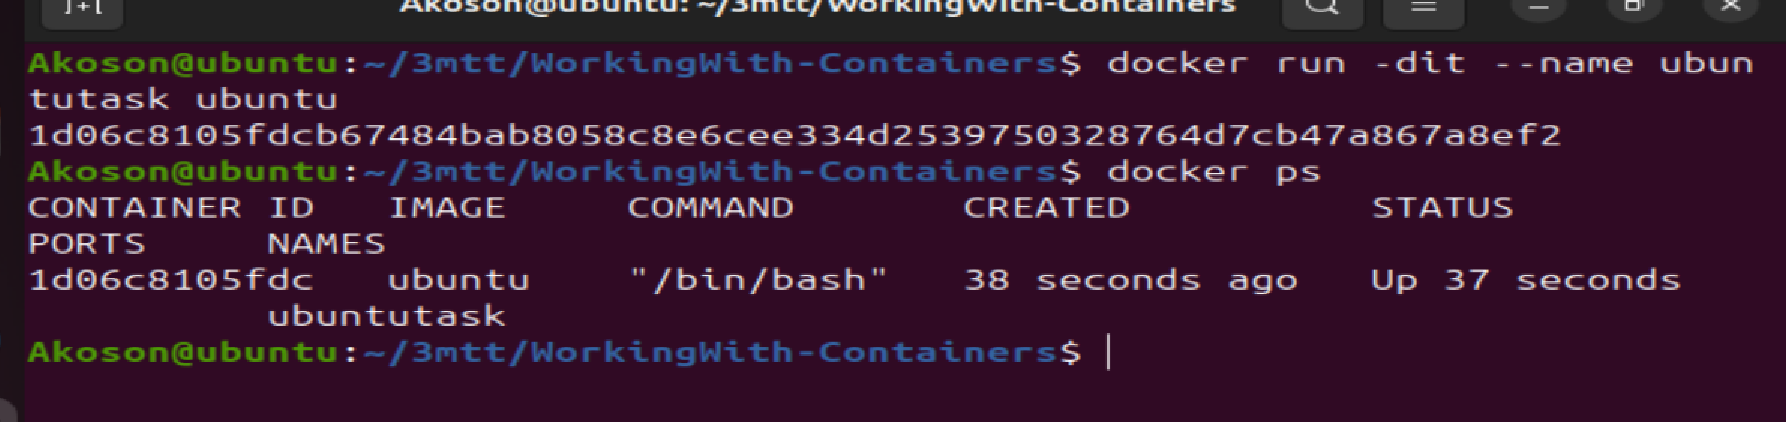 Akoson@ubuntu: ~/3mtt/WorkingWith-Containers
Akoson@ubuntu:~/3mtt/WorkingWith-Containers$ docker run -dit --name ubun
tutask ubuntu
1d06c8105fdcb67484bab8058c8e6cee334d2539750328764d7cb47a867a8ef2
Akoson@ubuntu:~/3mtt/WorkingWith-Containers$ docker ps
CONTAINER ID   IMAGE     COMMAND       CREATED          STATUS
PORTS     NAMES
1d06c8105fdc   ubuntu    "/bin/bash"   38 seconds ago   Up 37 seconds
          ubuntutask
Akoson@ubuntu:~/3mtt/WorkingWith-Containers$